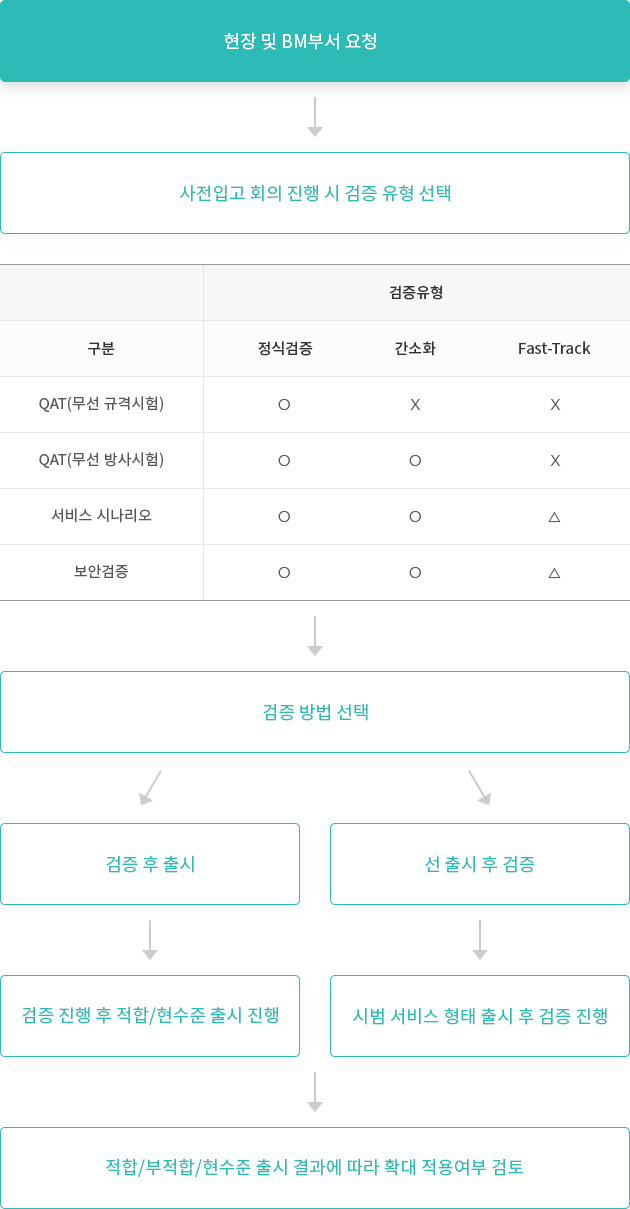 현장 및 BM부서 요청
사전입고 회의 진행 시 검증 유형 선택
검증유형
구분 정식검증 간소화 Fast-Track
QAT(무선 규격시험) O X X
QAT(무선 방사시험) O O X
서비스 시나리오 O O △
보안검증 O O △
검증 방법 선택
검증 후 출시 선 출시 후 검증
검증 진행 후 적합/현수준 출시 진행 시범 서비스 형태 출시 후 검증 진행
적합/부적합/현수준 출시 결과에 따라 확대 적용여부 검토